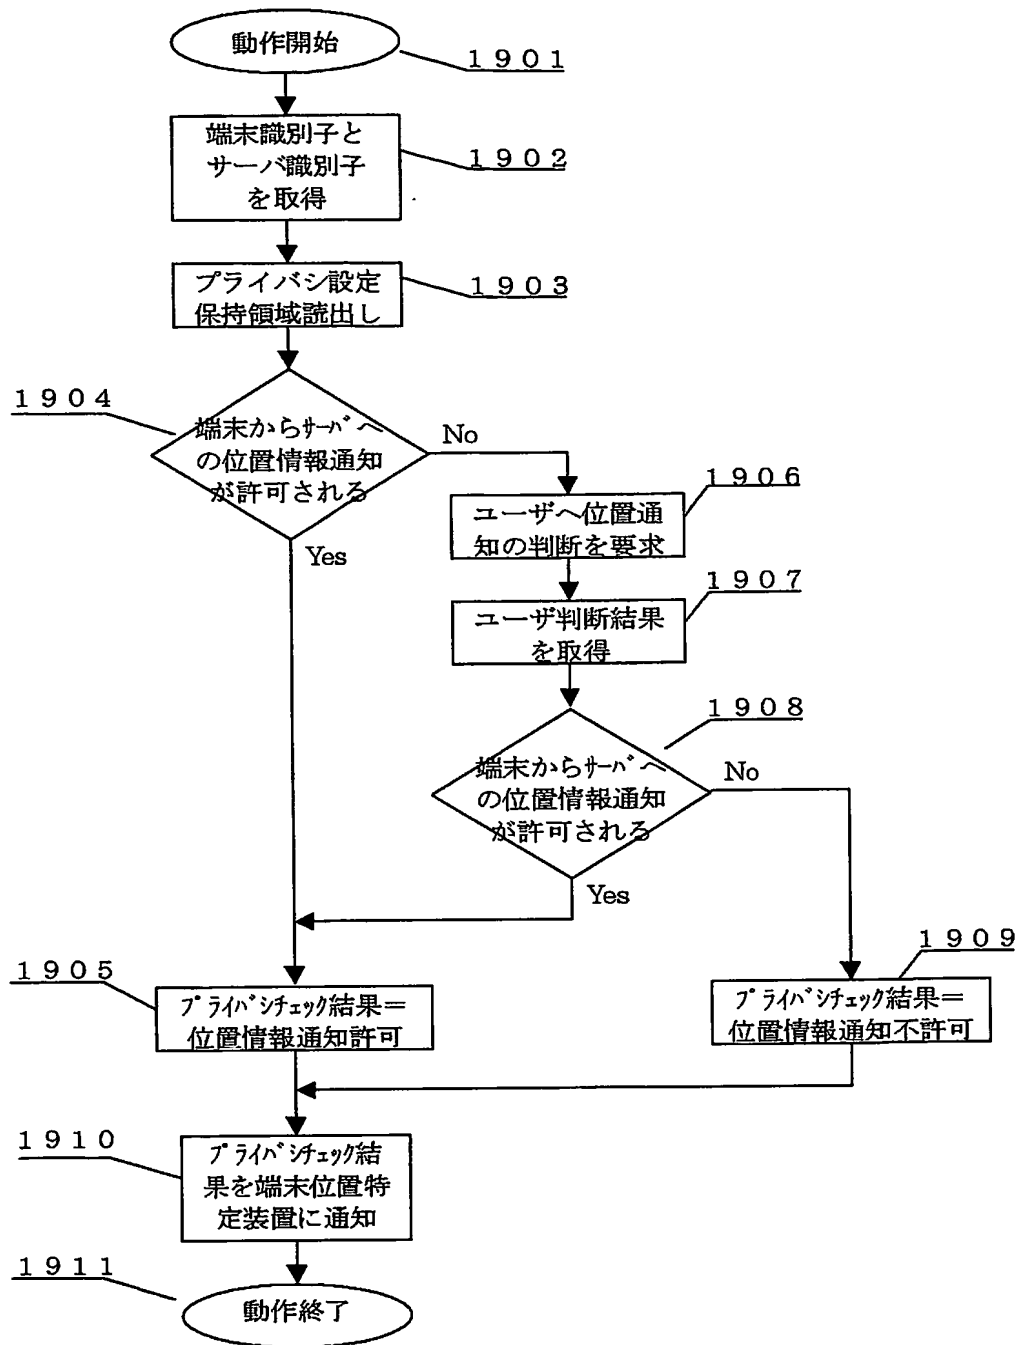 動作開始
1901
端末識別子と
サーバ識別子
を取得
1902
プライバシ設定
保持領域読出し
1903
1904
端末からサーバへ
の位置情報通知
が許可される
No
Yes
1906
ユーザへ位置通
知の判断を要求
1907
ユーザ判断結果
を取得
1908
端末からサーバへ
の位置情報通知
が許可される
No
Yes
1905
プライバシチェック結果＝
位置情報通知許可
1909
プライバシチェック結果＝
位置情報通知不許可
1910
プライバシチェック結
果を端末位置特
定装置に通知
1911
動作終了